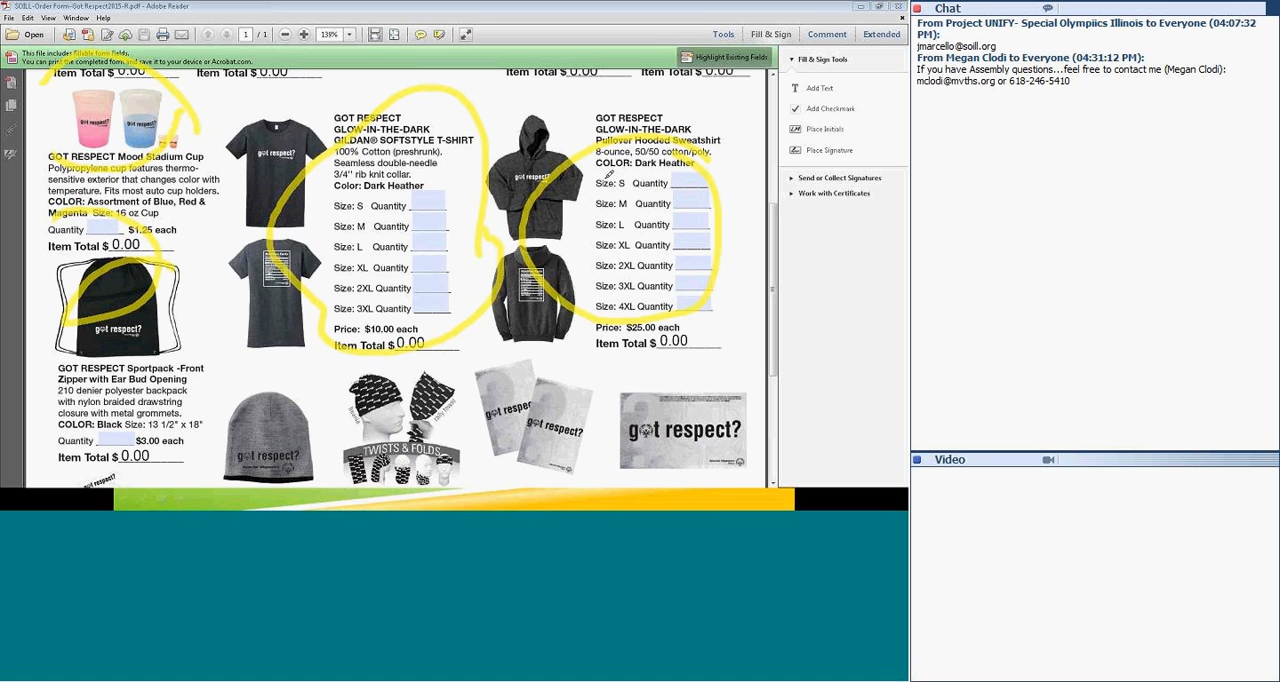 SOILL-Order Form-Got Respect2015-R.pdf - Adobe Reader
File Edit View Window Help
Open
1 / 1
139%
Tools Fill & Sign Comment Extended
This file includes fillable form fields.
You can print the completed form and save it to your device or Acrobat.com.
Highlight Existing Fields
Item Total $ 0.00
Item Total $ 0.00
Item Total $ 0.00
got respect?
GOT RESPECT Mood Stadium Cup
Polypropylene cup features thermo-
sensitive exterior that changes color with
temperature. Fits most auto cup holders.
COLOR: Assortment of Blue, Red &
Magenta Size: 16 oz Cup
Quantity $1.25 each
Item Total $ 0.00
got respect?
GOT RESPECT Sportpack -Front
Zipper with Ear Bud Opening
210 denier polyester backpack
with nylon braided drawstring
closure with metal grommets.
COLOR: Black Size: 13 1/2" x 18"
Quantity $3.00 each
Item Total $ 0.00
got respect?
GOT RESPECT
GLOW-IN-THE-DARK
GILDAN® SOFTSTYLE T-SHIRT
100% Cotton (preshrunk).
Seamless double-needle
3/4" rib knit collar.
Color: Dark Heather
Size: S Quantity
Size: M Quantity
Size: L Quantity
Size: XL Quantity
Size: 2XL Quantity
Size: 3XL Quantity
Price: $10.00 each
Item Total $ 0.00
got respect?
GOT RESPECT
GLOW-IN-THE-DARK
Pullover Hooded Sweatshirt
8-ounce, 50/50 cotton/poly.
COLOR: Dark Heather
Size: S Quantity
Size: M Quantity
Size: L Quantity
Size: XL Quantity
Size: 2XL Quantity
Size: 3XL Quantity
Size: 4XL Quantity
Price: $25.00 each
Item Total $ 0.00
got respect?
TWISTS & FOLDS
got respect?
got respect?
Fill & Sign Tools
Add Text
Add Checkmark
Place Initials
Place Signature
Send or Collect Signatures
Work with Certificates
Chat
From Project UNIFY- Special Olympiics Illinois to Everyone (04:07:32
PM):
jmarcello@soill.org
From Megan Clodi to Everyone (04:31:12 PM):
If you have Assembly questions...feel free to contact me (Megan Clodi):
mclodi@mvths.org or 618-246-5410
Video